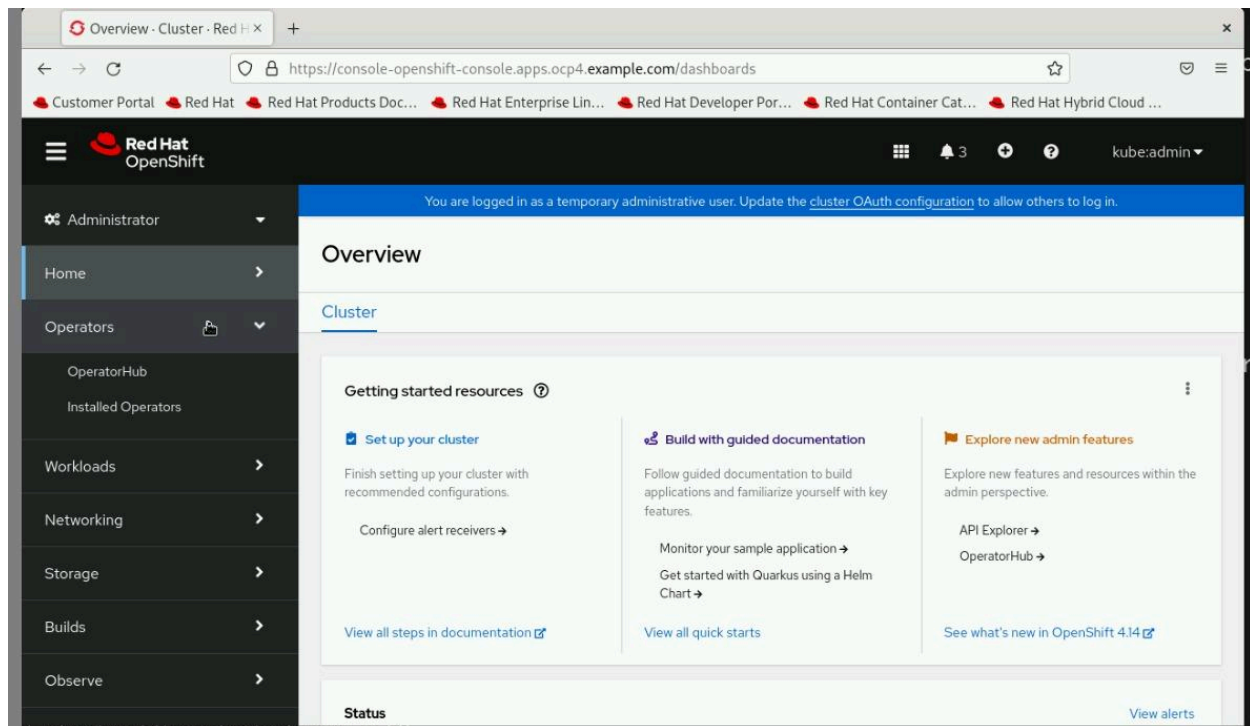 Overview · Cluster · Red H
https://console-openshift-console.apps.ocp4.example.com/dashboards
Customer Portal Red Hat Red Hat Products Doc... Red Hat Enterprise Lin... Red Hat Developer Por... Red Hat Container Cat... Red Hat Hybrid Cloud ...
Red Hat
OpenShift
3
kube:admin
You are logged in as a temporary administrative user. Update the cluster OAuth configuration to allow others to log in.
Administrator
Home
Operators
OperatorHub
Installed Operators
Workloads
Networking
Storage
Builds
Observe
Overview
Cluster
Getting started resources
Set up your cluster
Finish setting up your cluster with
recommended configurations.
Configure alert receivers
View all steps in documentation
Build with guided documentation
Follow guided documentation to build
applications and familiarize yourself with key
features.
Monitor your sample application
Get started with Quarkus using a Helm
Chart
View all quick starts
Explore new admin features
Explore new features and resources within the
admin perspective.
API Explorer
OperatorHub
See what's new in OpenShift 4.14
Status
View alerts